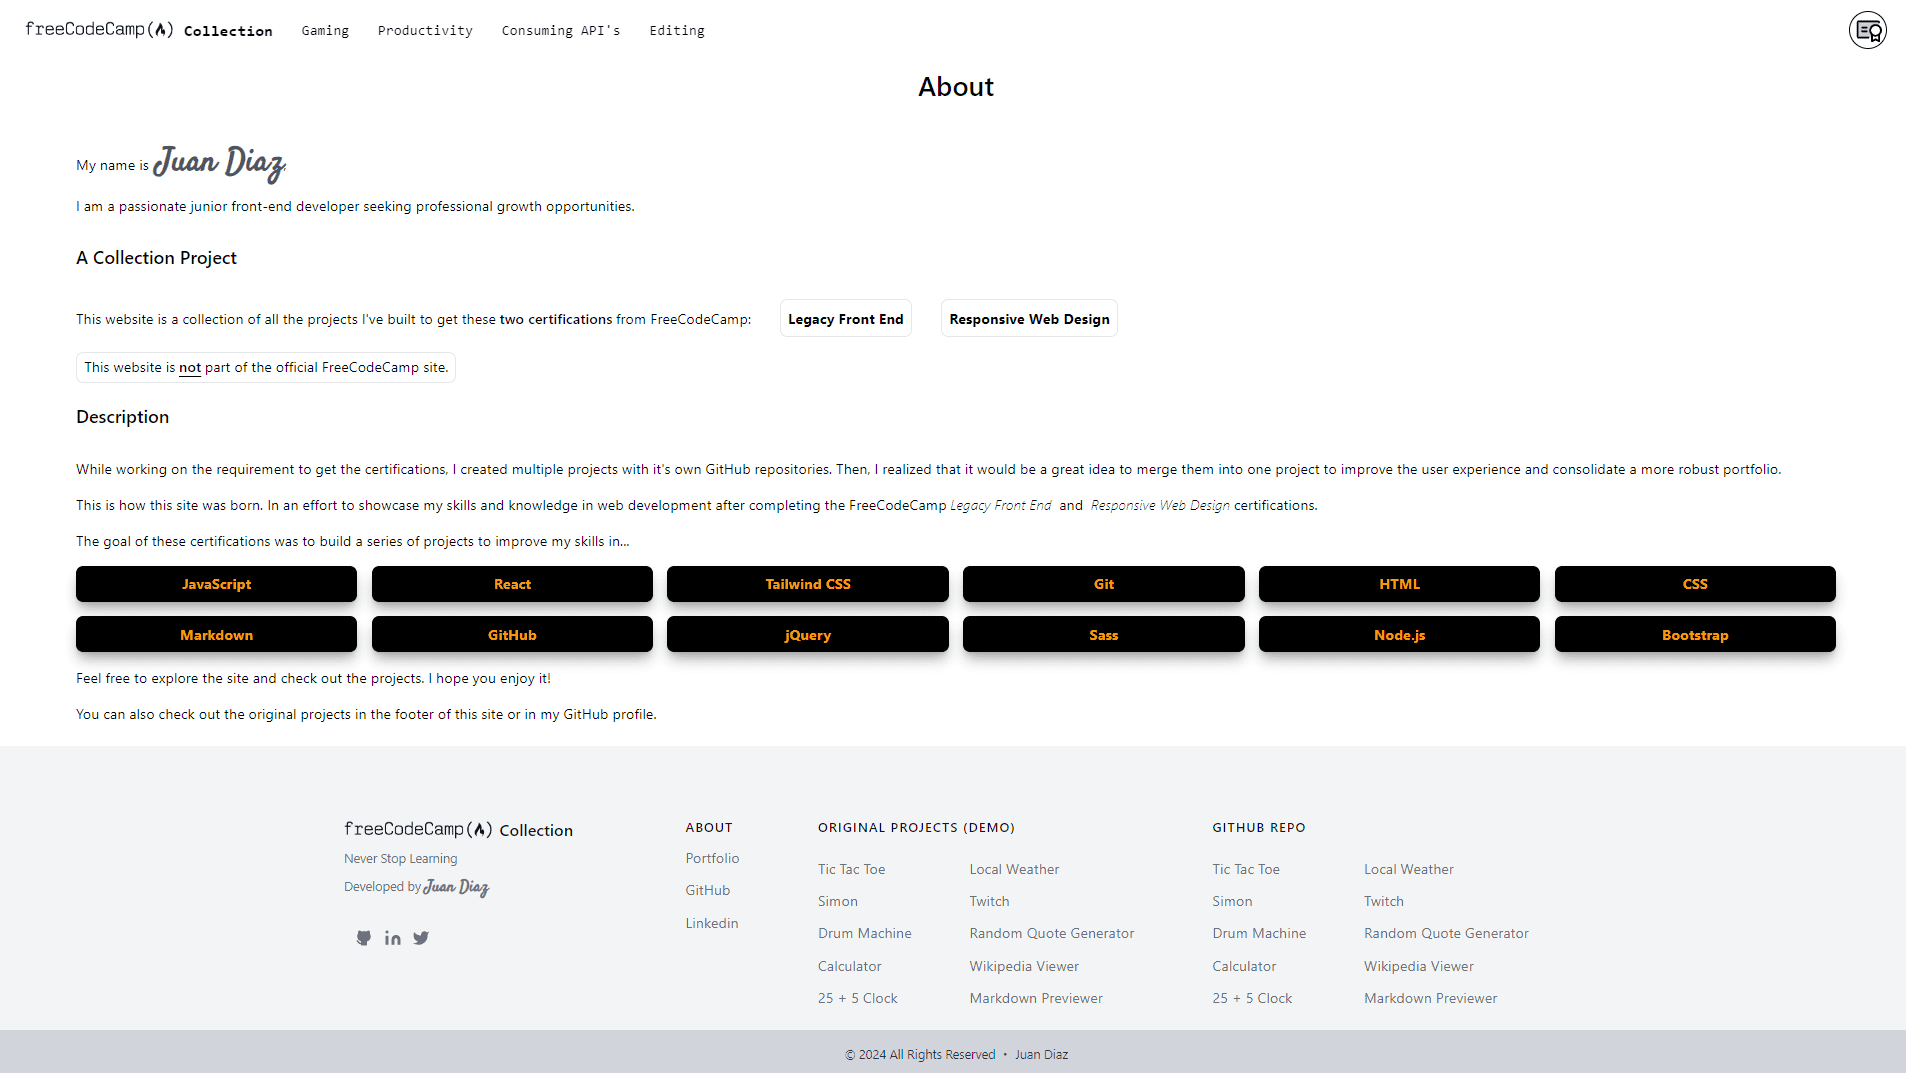 freeCodeCamp Collection Gaming Productivity Consuming API's Editing
About
My name is Juan Diaz,
I am a passionate junior front-end developer seeking professional growth opportunities.
A Collection Project
This website is a collection of all the projects I've built to get these two certifications from FreeCodeCamp: Legacy Front End Responsive Web Design
This website is not part of the official FreeCodeCamp site.
Description
While working on the requirement to get the certifications, I created multiple projects with it's own GitHub repositories. Then, I realized that it would be a great idea to merge them into one project to improve the user experience and consolidate a more robust portfolio.
This is how this site was born. In an effort to showcase my skills and knowledge in web development after completing the FreeCodeCamp Legacy Front End and Responsive Web Design certifications.
The goal of these certifications was to build a series of projects to improve my skills in...
JavaScript React Tailwind CSS Git HTML CSS
Markdown GitHub jQuery Sass Node.js Bootstrap
Feel free to explore the site and check out the projects. I hope you enjoy it!
You can also check out the original projects in the footer of this site or in my GitHub profile.
freeCodeCamp Collection
Never Stop Learning
Developed by Juan Diaz
ABOUT
Portfolio
GitHub
Linkedin
ORIGINAL PROJECTS (DEMO)
Tic Tac Toe Local Weather
Simon Twitch
Drum Machine Random Quote Generator
Calculator Wikipedia Viewer
25 + 5 Clock Markdown Previewer
GITHUB REPO
Tic Tac Toe Local Weather
Simon Twitch
Drum Machine Random Quote Generator
Calculator Wikipedia Viewer
25 + 5 Clock Markdown Previewer
© 2024 All Rights Reserved • Juan Diaz